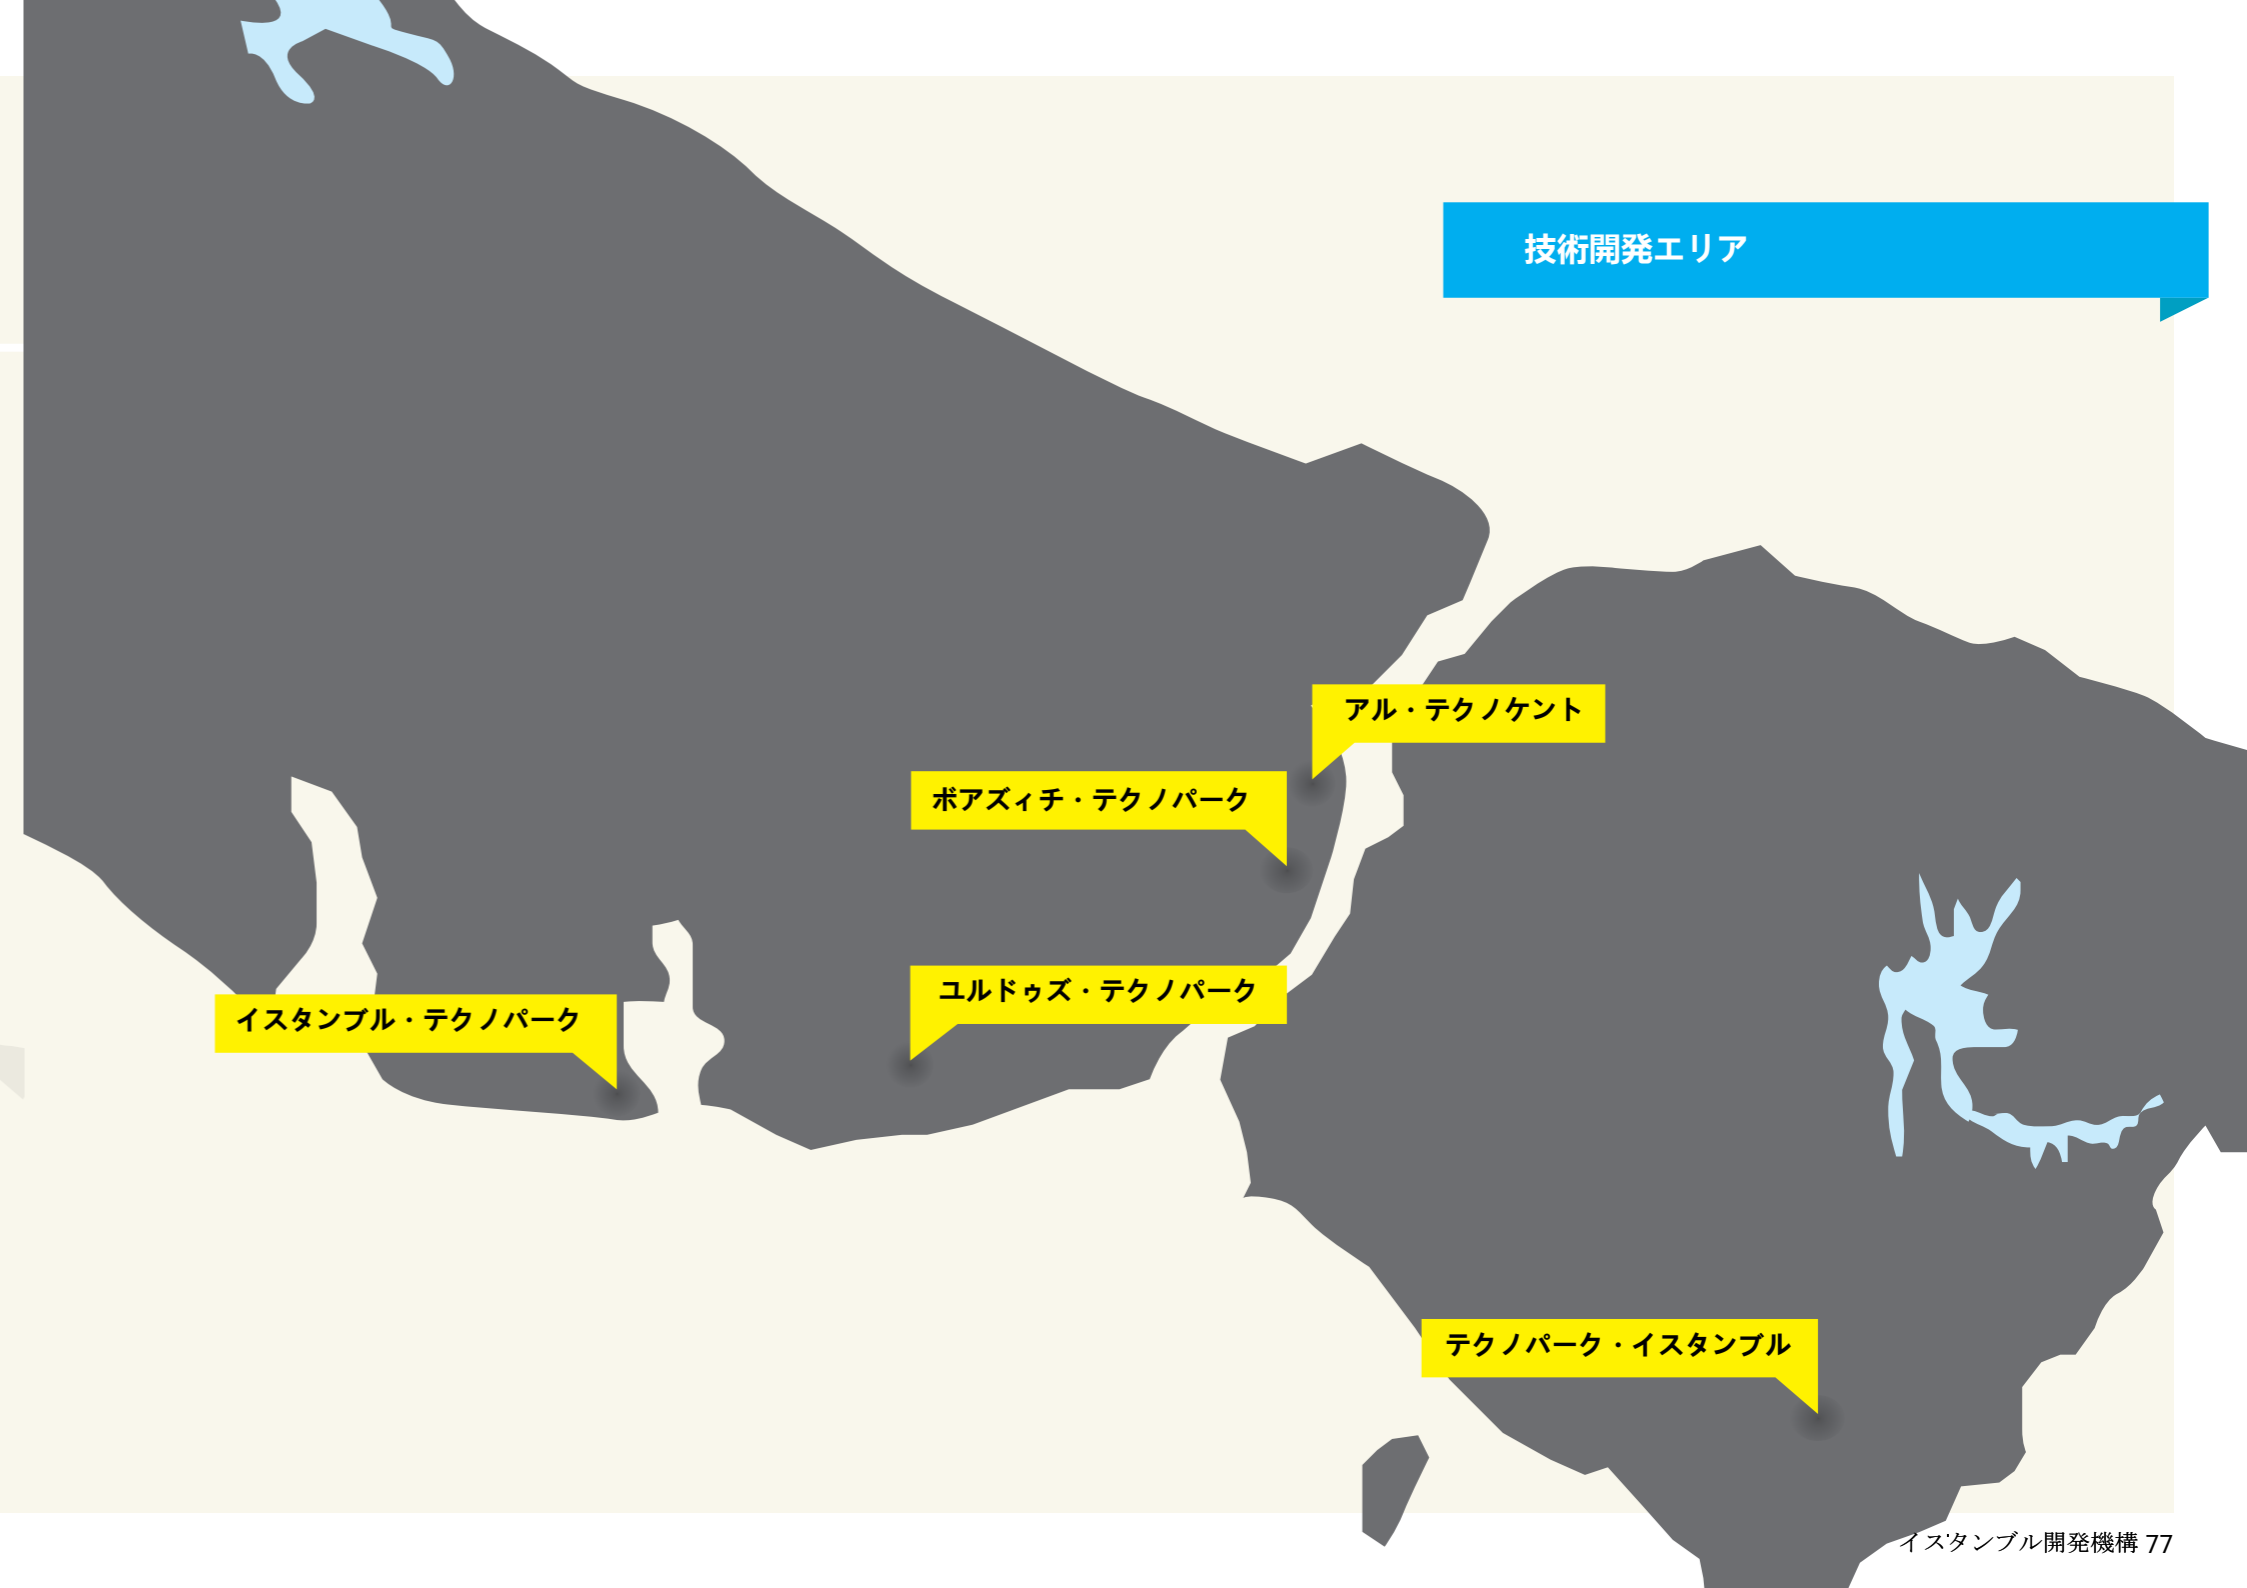 技術開発エリア
アル・テクノケント
ボアズィチ・テクノパーク
ユルドゥズ・テクノパーク
イスタンブル・テクノパーク
テクノパーク・イスタンブル
イスタンブル開発機構 77